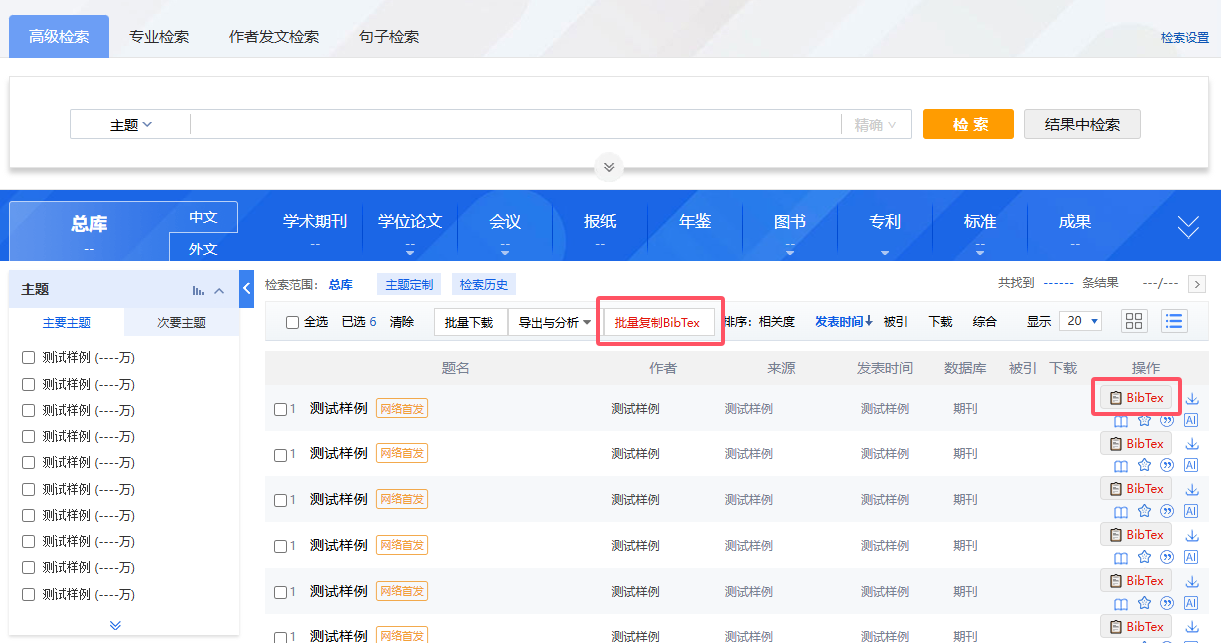 高级检索 专业检索 作者发文检索 句子检索 检索设置
主题 精确 检 索 结果中检索
总库 -- 中文 外文 学术期刊 -- 学位论文 -- 会议 -- 报纸 -- 年鉴 图书 -- 专利 标准 -- 成果 --
主题
主要主题 次要主题
测试样例 (----万)
测试样例 (----万)
测试样例 (----万)
测试样例 (----万)
测试样例 (----万)
测试样例 (----万)
测试样例 (----万)
测试样例 (----万)
测试样例 (----万)
测试样例 (----万)
检索范围: 总库 主题定制 检索历史 共找到 ------ 条结果 ---/---
全选 已选 6 清除 批量下载 导出与分析 批量复制BibTex 排序: 相关度 发表时间↓ 被引 下载 综合 显示 20
题名 作者 来源 发表时间 数据库 被引 下载 操作
1 测试样例 网络首发 测试样例 测试样例 测试样例 期刊 BibTex
AI
1 测试样例 网络首发 测试样例 测试样例 测试样例 期刊 BibTex
AI
1 测试样例 网络首发 测试样例 测试样例 测试样例 期刊 BibTex
AI
1 测试样例 网络首发 测试样例 测试样例 测试样例 期刊 BibTex
AI
1 测试样例 网络首发 测试样例 测试样例 测试样例 期刊 BibTex
AI
1 测试样例 网络首发 测试样例 测试样例 测试样例 期刊 BibTex